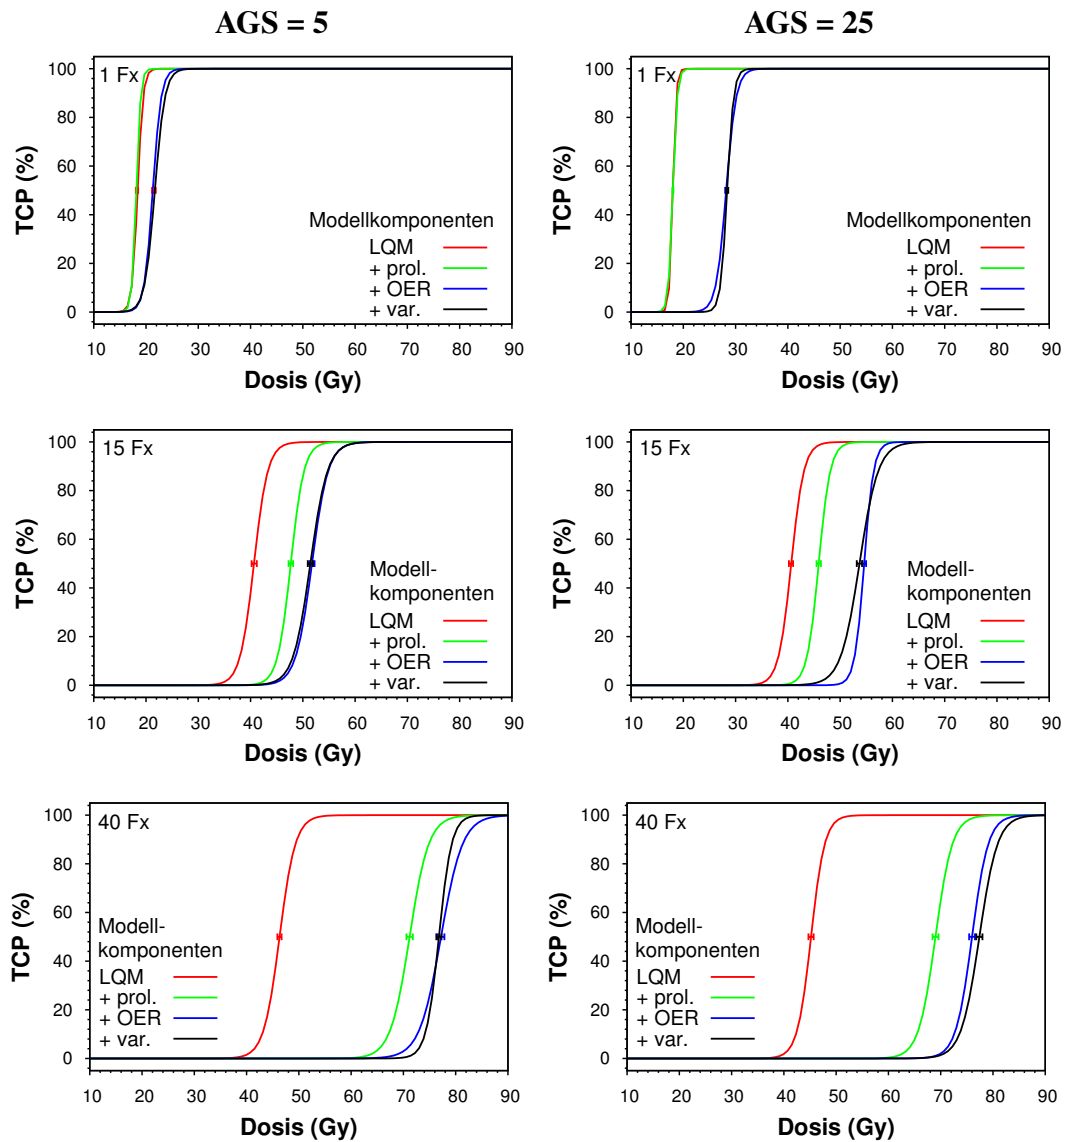 AGS = 5
AGS = 25
1 Fx
TCP (%)
100
80
60
40
20
0
Modellkomponenten
LQM
+ prol.
+ OER
+ var.
10 20 30 40 50 60 70 80 90
Dosis (Gy)
1 Fx
TCP (%)
100
80
60
40
20
0
Modellkomponenten
LQM
+ prol.
+ OER
+ var.
10 20 30 40 50 60 70 80 90
Dosis (Gy)
15 Fx
TCP (%)
100
80
60
40
20
0
Modell-
komponenten
LQM
+ prol.
+ OER
+ var.
10 20 30 40 50 60 70 80 90
Dosis (Gy)
15 Fx
TCP (%)
100
80
60
40
20
0
Modell-
komponenten
LQM
+ prol.
+ OER
+ var.
10 20 30 40 50 60 70 80 90
Dosis (Gy)
40 Fx
TCP (%)
100
80
60
40
20
0
Modell-
komponenten
LQM
+ prol.
+ OER
+ var.
10 20 30 40 50 60 70 80 90
Dosis (Gy)
40 Fx
TCP (%)
100
80
60
40
20
0
Modell-
komponenten
LQM
+ prol.
+ OER
+ var.
10 20 30 40 50 60 70 80 90
Dosis (Gy)